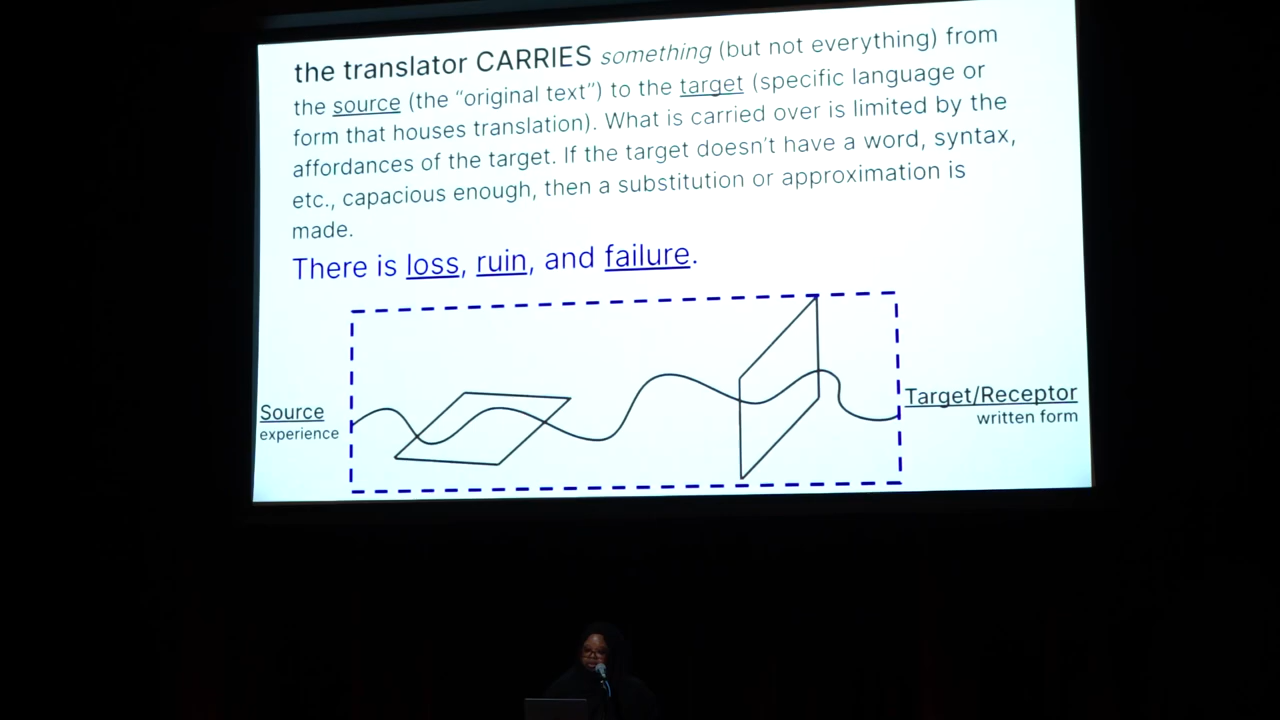 the translator CARRIES something (but not everything) from
the source (the “original text”) to the target (specific language or
form that houses translation). What is carried over is limited by the
affordances of the target. If the target doesn’t have a word, syntax,
etc., capacious enough, then a substitution or approximation is
made.
There is loss, ruin, and failure.
Source
experience
Target/Receptor
written form